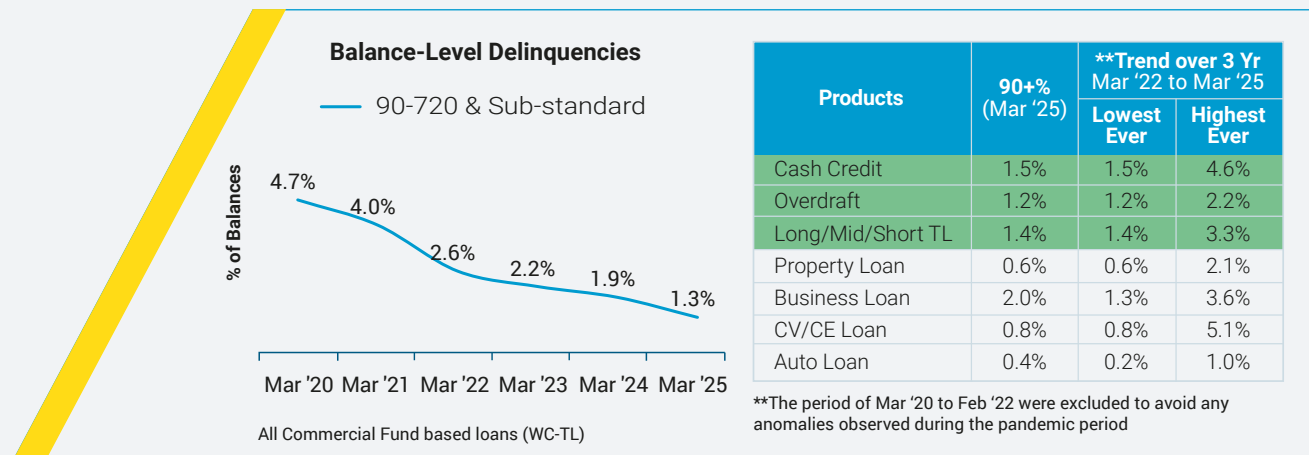 Balance-Level Delinquencies
90-720 & Sub-standard
% of Balances
4.7%
4.0%
2.6%
2.2%
1.9%
1.3%
Mar '20 Mar '21 Mar '22 Mar '23 Mar '24 Mar '25
All Commercial Fund based loans (WC-TL)
Products
90+%
(Mar ‘25)
**Trend over 3 Yr
Mar ‘22 to Mar ‘25
Lowest Ever
Highest Ever
Cash Credit 1.5% 1.5% 4.6%
Overdraft 1.2% 1.2% 2.2%
Long/Mid/Short TL 1.4% 1.4% 3.3%
Property Loan 0.6% 0.6% 2.1%
Business Loan 2.0% 1.3% 3.6%
CV/CE Loan 0.8% 0.8% 5.1%
Auto Loan 0.4% 0.2% 1.0%
**The period of Mar ‘20 to Feb ‘22 were excluded to avoid any
anomalies observed during the pandemic period